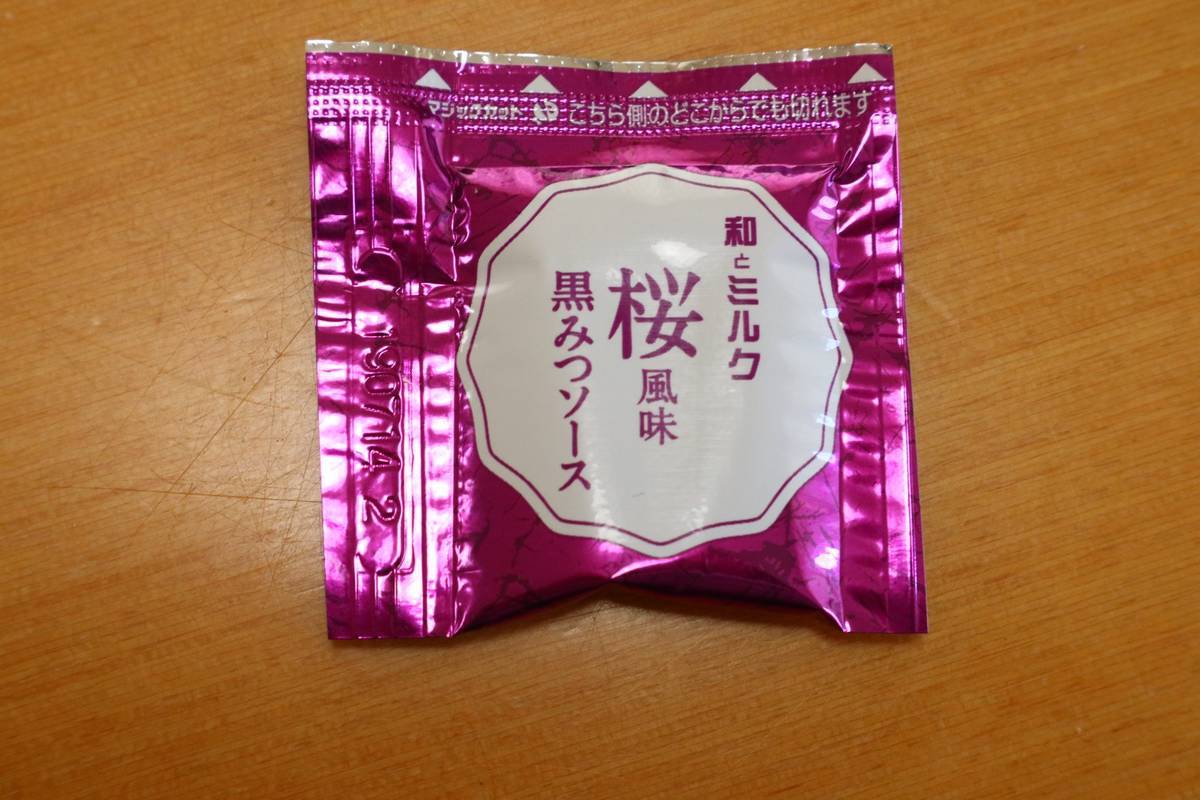 マジックカット こちら側のどこからでも切れます
和とミルク
桜風味
黒みつソース
190714 2